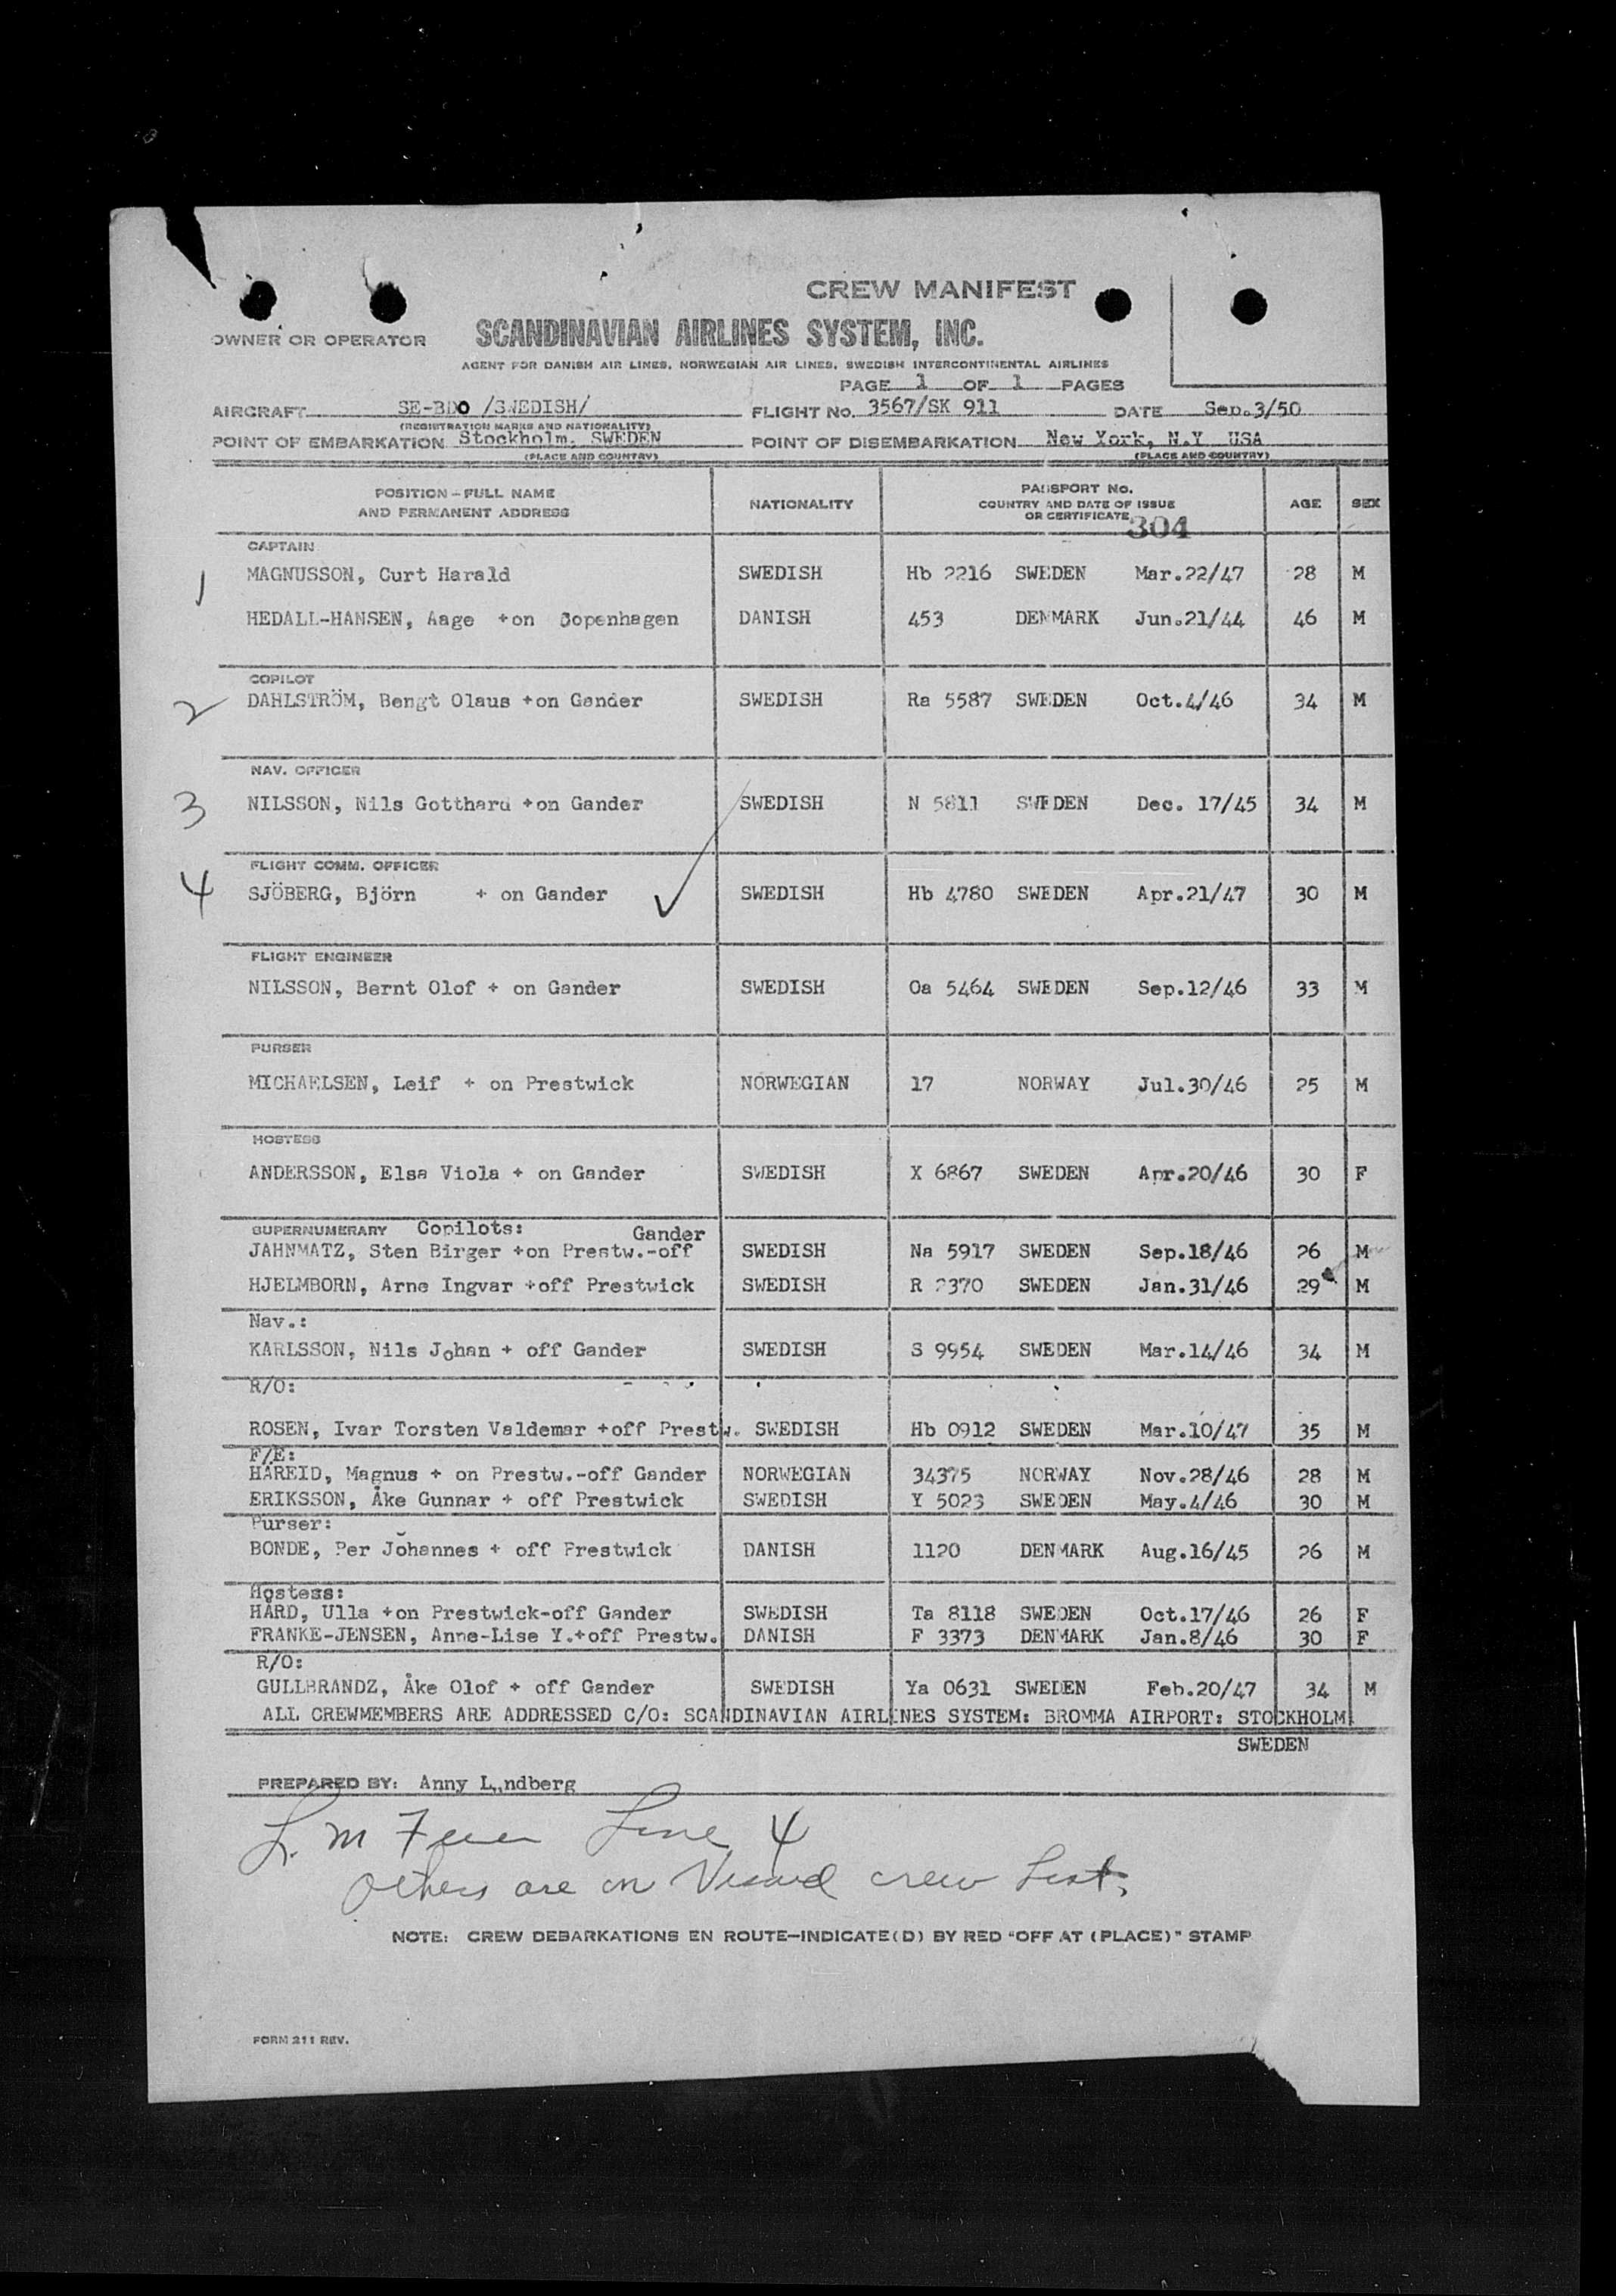 CREW MANIFEST
OWNER OR OPERATOR SCANDINAVIAN AIRLINES SYSTEM, INC.
AGENT FOR DANISH AIR LINES, NORWEGIAN AIR LINES, SWEDISH INTERCONTINENTAL AIRLINES
PAGE 1 OF 1 PAGES
AIRCRAFT SE-BDO /SWEDISH/ FLIGHT No. 3567/SK 911 DATE Sep.3/50
(REGISTRATION MARKS AND NATIONALITY)
POINT OF EMBARKATION Stockholm, SWEDEN POINT OF DISEMBARKATION New York, N.Y USA
(PLACE AND COUNTRY) (PLACE AND COUNTRY)
POSITION – FULL NAME AND PERMANENT ADDRESS NATIONALITY PASSPORT No. COUNTRY AND DATE OF ISSUE OR CERTIFICATE AGE SEX
304
CAPTAIN
1 MAGNUSSON, Curt Harald SWEDISH Hb 2216 SWEDEN Mar.22/47 28 M
HEDALL-HANSEN, Aage +on Copenhagen DANISH 453 DENMARK Jun.21/44 46 M
COPILOT
2 DAHLSTRÖM, Bengt Olaus +on Gander SWEDISH Ra 5587 SWEDEN Oct.4/46 34 M
NAV. OFFICER
3 NILSSON, Nils Gotthard +on Gander SWEDISH N 5811 SWEDEN Dec. 17/45 34 M
FLIGHT COMM. OFFICER
4 SJÖBERG, Björn + on Gander SWEDISH Hb 4780 SWEDEN Apr.21/47 30 M
FLIGHT ENGINEER
NILSSON, Bernt Olof + on Gander SWEDISH Oa 5464 SWEDEN Sep.12/46 33 M
PURSER
MICHAELSEN, Leif + on Prestwick NORWEGIAN 17 NORWAY Jul.30/46 25 M
HOSTESS
ANDERSSON, Elsa Viola + on Gander SWEDISH X 6867 SWEDEN Apr.20/46 30 F
SUPERNUMERARY Copilots: Gander
JAHNMATZ, Sten Birger +on Prestw.-off SWEDISH Na 5917 SWEDEN Sep.18/46 26 M
HJELMBORN, Arne Ingvar +off Prestwick SWEDISH R 2370 SWEDEN Jan.31/46 29 M
Nav.:
KARLSSON, Nils Johan + off Gander SWEDISH S 9954 SWEDEN Mar.14/46 34 M
R/O:
ROSEN, Ivar Torsten Valdemar +off Prestw. SWEDISH Hb 0912 SWEDEN Mar.10/47 35 M
F/E:
HAREID, Magnus + on Prestw.-off Gander NORWEGIAN 34375 NORWAY Nov.28/46 28 M
ERIKSSON, Åke Gunnar + off Prestwick SWEDISH Y 5023 SWEDEN May.4/46 30 M
Purser:
BONDE, Per Johannes + off Prestwick DANISH 1120 DENMARK Aug.16/45 26 M
Hostess:
HÅRD, Ulla +on Prestwick-off Gander SWEDISH Ta 8118 SWEDEN Oct.17/46 26 F
FRANKE-JENSEN, Anne-Lise Y.+off Prestw. DANISH F 3373 DENMARK Jan.8/46 30 F
R/O:
GULLBRANDZ, Åke Olof + off Gander SWEDISH Ya 0631 SWEDEN Feb.20/47 34 M
ALL CREWMEMBERS ARE ADDRESSED C/O: SCANDINAVIAN AIRLINES SYSTEM: BROMMA AIRPORT: STOCKHOLM
SWEDEN
PREPARED BY: Anny Lundberg
Line 4
others are on Visaed crew List.
NOTE: CREW DEBARKATIONS EN ROUTE—INDICATE(D) BY RED "OFF AT (PLACE)" STAMP
FORM 211 REV.